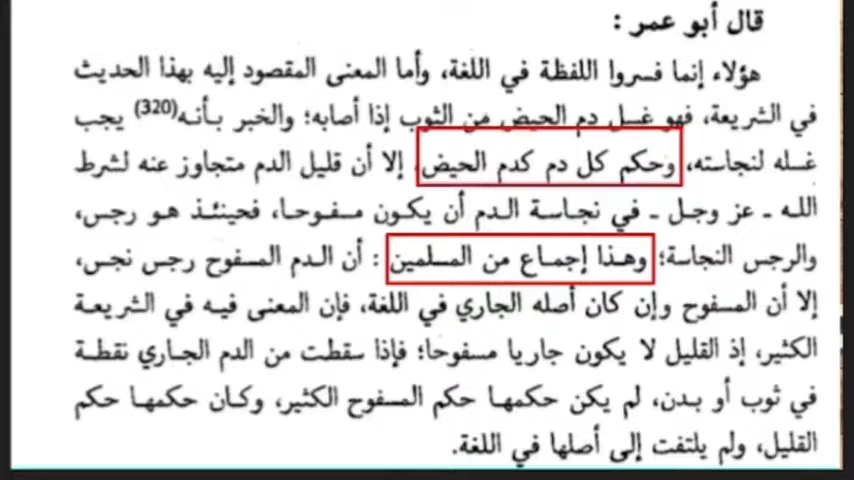 قال أبو عمر :
هؤلاء إنما فسروا اللفظة في اللغة، وأما المعنى المقصود إليه بهذا الحديث
في الشريعة، فهو غسل دم الحيض من الثوب إذا أصابه؛ والخبر بأنه(320) يجب
غسله لنجاسته، وحكم كل دم كدم الحيض، إلا أن قليل الدم متجاوز عنه لشرط
الله ـ عز وجل ـ في نجاسة الدم أن يكون مسفوحا، فحينئذ هو رجس،
والرجس النجاسة؛ وهذا إجماع من المسلمين : أن الدم المسفوح رجس نجس،
إلا أن المسفوح وإن كان أصله الجاري في اللغة، فإن المعنى فيه في الشريعة
الكثير، إذ القليل لا يكون جاريا مسفوحا؛ فإذا سقطت من الدم الجاري نقطة
في ثوب أو بدن، لم يكن حكمها حكم المسفوح الكثير، وكان حكمها حكم
القليل، ولم يلتفت إلى أصلها في اللغة.